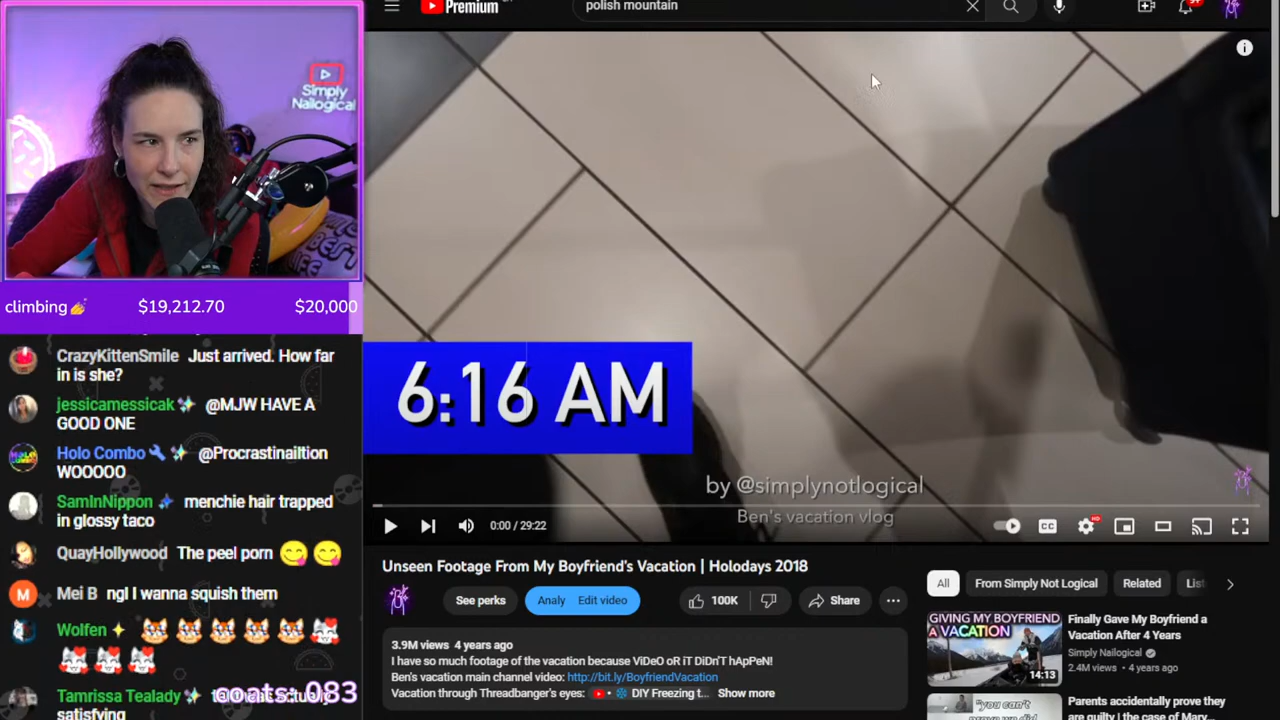 Simply
Nailogical
climbing💅 $19,212.70 $20,000
CrazyKittenSmile Just arrived. How far
in is she?
jessicamessicak✨ @MJW HAVE A
GOOD ONE
Holo Combo🔧✨ @Procrastinailtion
WOOOOO
SamInNippon menchie hair trapped
in glossy taco
QuayHollywood The peel porn 😋 😋
Mei B ngl I wanna squish them
Wolfen
Tamrissa Tealady
coats: 083
Premium
polish mountain
9+
6:16 AM
by @simplynotlogical
Ben's vacation vlog
0:00 / 29:22
CC
HD
Unseen Footage From My Boyfriend's Vacation | Holodays 2018
See perks Analy Edit video 100K Share
3.9M views 4 years ago
I have so much footage of the vacation because ViDeO oR iT DiDn'T hApPeN!
Ben's vacation main channel video: http://bit.ly/BoyfriendVacation
Vacation through Threadbanger's eyes: DIY Freezing t... Show more
All From Simply Not Logical Related
GIVING MY BOYFRIEND
A VACATION
14:13
Finally Gave My Boyfriend a
Vacation After 4 Years
Simply Nailogical
2.4M views • 4 years ago
"you can't
Parents accidentally prove they
are guilty | the case of Mary